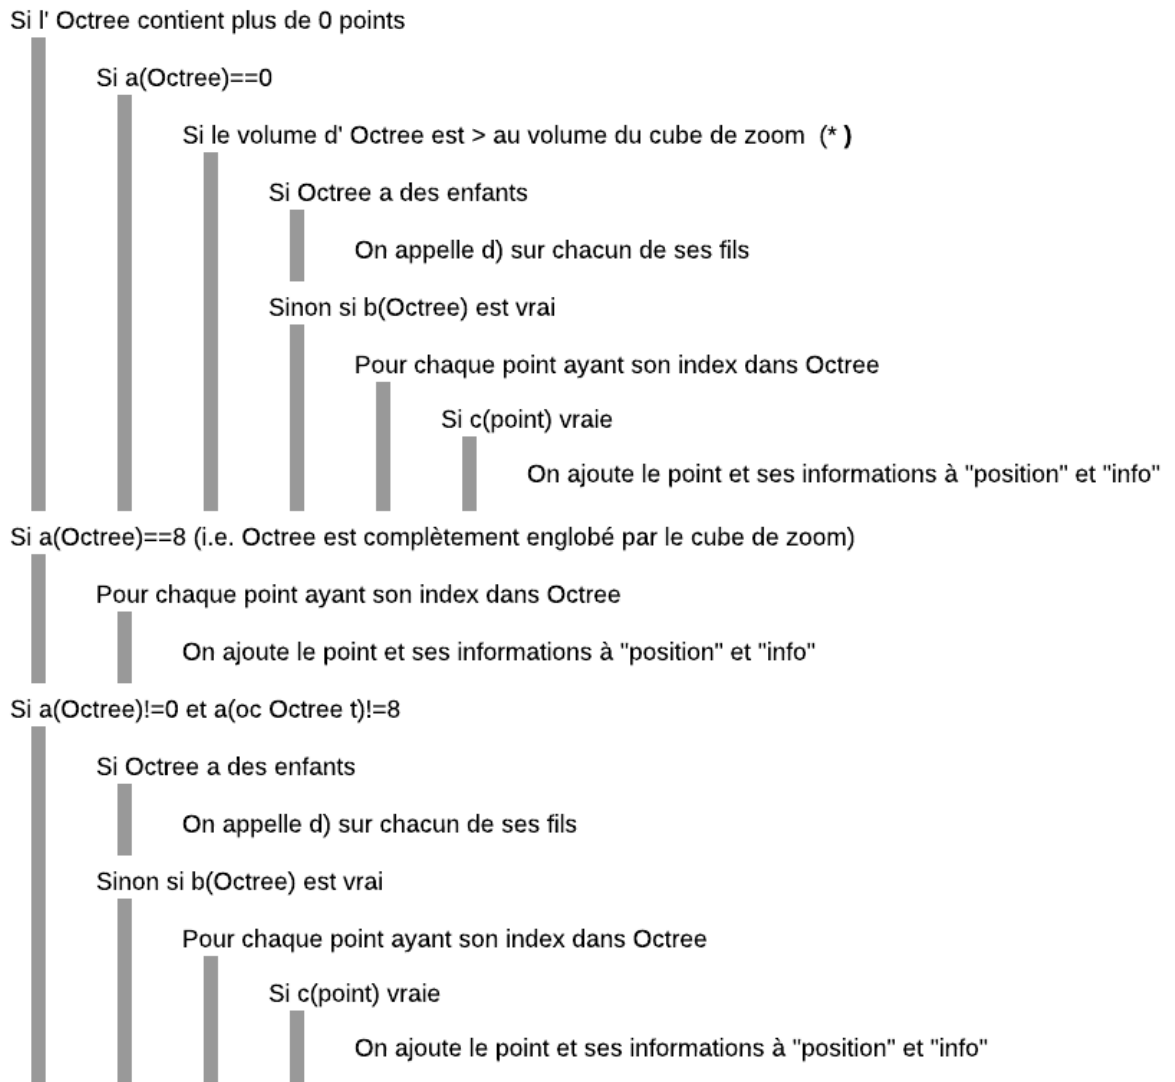 Si l' Octree contient plus de 0 points
Si a(Octree)==0
Si le volume d' Octree est > au volume du cube de zoom (* )
Si Octree a des enfants
On appelle d) sur chacun de ses fils
Sinon si b(Octree) est vrai
Pour chaque point ayant son index dans Octree
Si c(point) vraie
On ajoute le point et ses informations à "position" et "info"
Si a(Octree)==8 (i.e. Octree est complètement englobé par le cube de zoom)
Pour chaque point ayant son index dans Octree
On ajoute le point et ses informations à "position" et "info"
Si a(Octree)!=0 et a(oc Octree t)!=8
Si Octree a des enfants
On appelle d) sur chacun de ses fils
Sinon si b(Octree) est vrai
Pour chaque point ayant son index dans Octree
Si c(point) vraie
On ajoute le point et ses informations à "position" et "info"